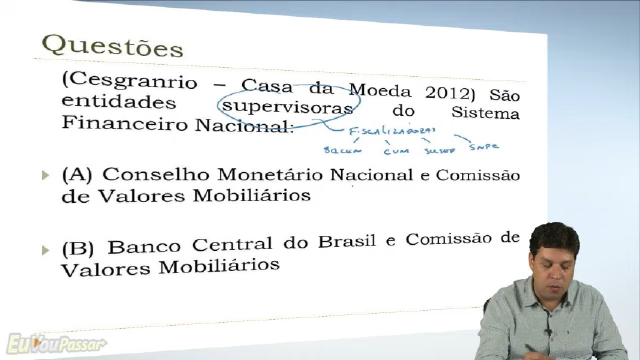 Questões
(Cesgranrio – Casa da Moeda 2012) São
entidades supervisoras do Sistema
Financeiro Nacional:
FISCALIZADORAS
BACEN CVM SUSEP
(A) Conselho Monetário Nacional e Comissão
de Valores Mobiliários
(B) Banco Central do Brasil e Comissão de
Valores Mobiliários
EuVouPassar